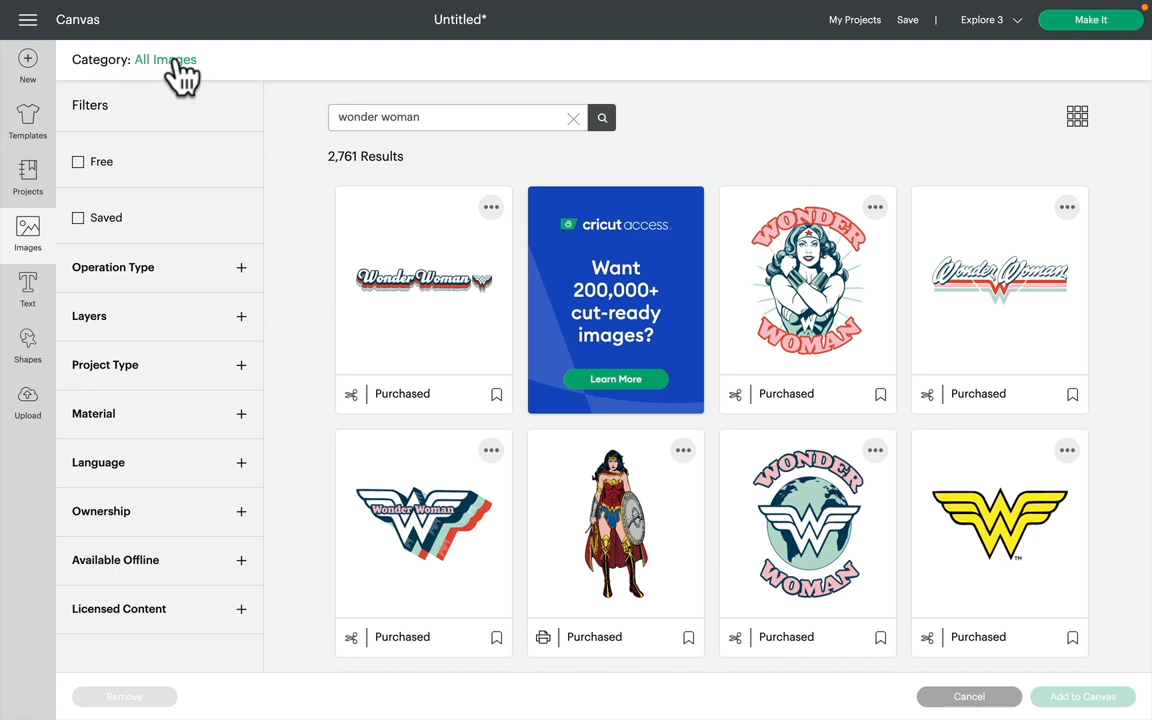 Canvas
Untitled*
My Projects
Save
|
Explore 3
Make It
New
Templates
Projects
Images
Text
Shapes
Upload
Category: All Images
Filters
Free
Saved
Operation Type
Layers
Project Type
Material
Language
Ownership
Available Offline
Licensed Content
wonder woman
2,761 Results
Wonder Woman
Purchased
a cricut access
Want
200,000+
cut-ready
images?
Learn More
WONDER
WOMAN
Purchased
Wonder Woman
Purchased
Wonder Woman
Purchased
Purchased
WONDER
WOMAN
Purchased
TM
Purchased
Remove
Cancel
Add to Canvas